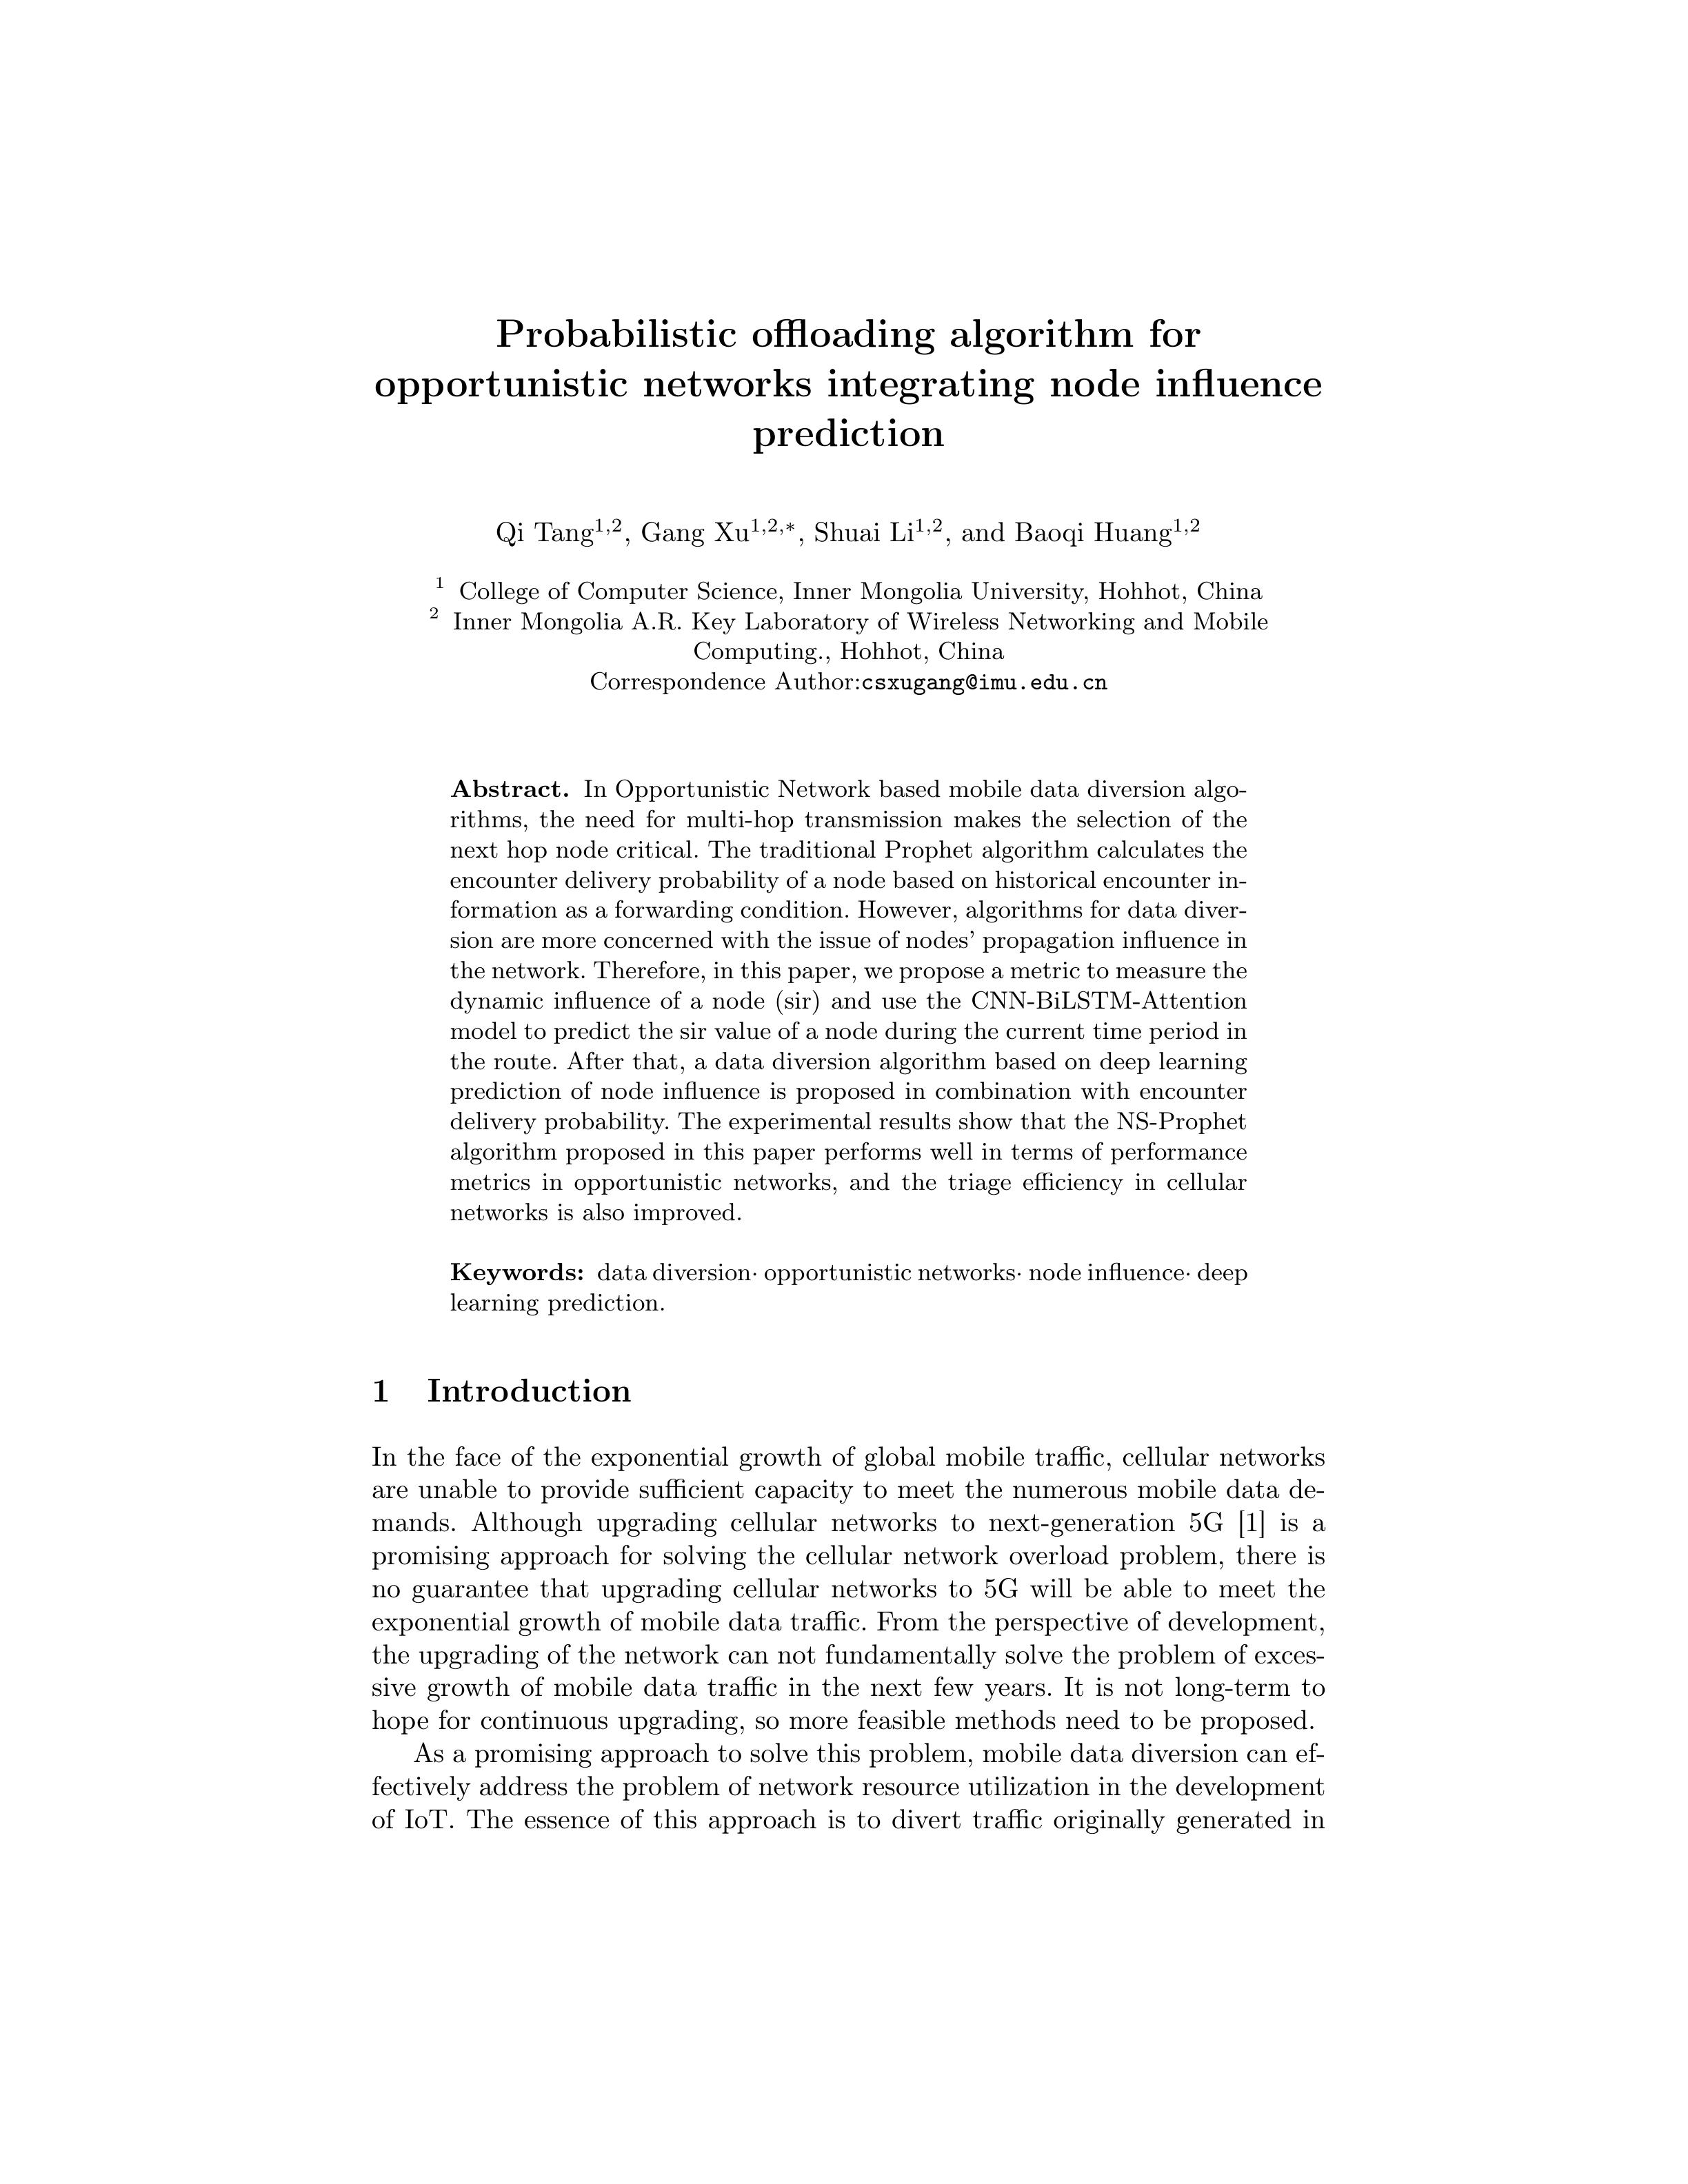 Probabilistic offloading algorithm for
opportunistic networks integrating node influence
prediction
Qi Tang1,2, Gang Xu1,2,*, Shuai Li1,2, and Baoqi Huang1,2
1 College of Computer Science, Inner Mongolia University, Hohhot, China
2 Inner Mongolia A.R. Key Laboratory of Wireless Networking and Mobile
Computing., Hohhot, China
Correspondence Author:csxugang@imu.edu.cn
Abstract. In Opportunistic Network based mobile data diversion algo-
rithms, the need for multi-hop transmission makes the selection of the
next hop node critical. The traditional Prophet algorithm calculates the
encounter delivery probability of a node based on historical encounter in-
formation as a forwarding condition. However, algorithms for data diver-
sion are more concerned with the issue of nodes' propagation influence in
the network. Therefore, in this paper, we propose a metric to measure the
dynamic influence of a node (sir) and use the CNN-BiLSTM-Attention
model to predict the sir value of a node during the current time period in
the route. After that, a data diversion algorithm based on deep learning
prediction of node influence is proposed in combination with encounter
delivery probability. The experimental results show that the NS-Prophet
algorithm proposed in this paper performs well in terms of performance
metrics in opportunistic networks, and the triage efficiency in cellular
networks is also improved.
Keywords: data diversion· opportunistic networks· node influence· deep
learning prediction.
1 Introduction
In the face of the exponential growth of global mobile traffic, cellular networks
are unable to provide sufficient capacity to meet the numerous mobile data de-
mands. Although upgrading cellular networks to next-generation 5G [1] is a
promising approach for solving the cellular network overload problem, there is
no guarantee that upgrading cellular networks to 5G will be able to meet the
exponential growth of mobile data traffic. From the perspective of development,
the upgrading of the network can not fundamentally solve the problem of exces-
sive growth of mobile data traffic in the next few years. It is not long-term to
hope for continuous upgrading, so more feasible methods need to be proposed.
As a promising approach to solve this problem, mobile data diversion can ef-
fectively address the problem of network resource utilization in the development
of IoT. The essence of this approach is to divert traffic originally generated in